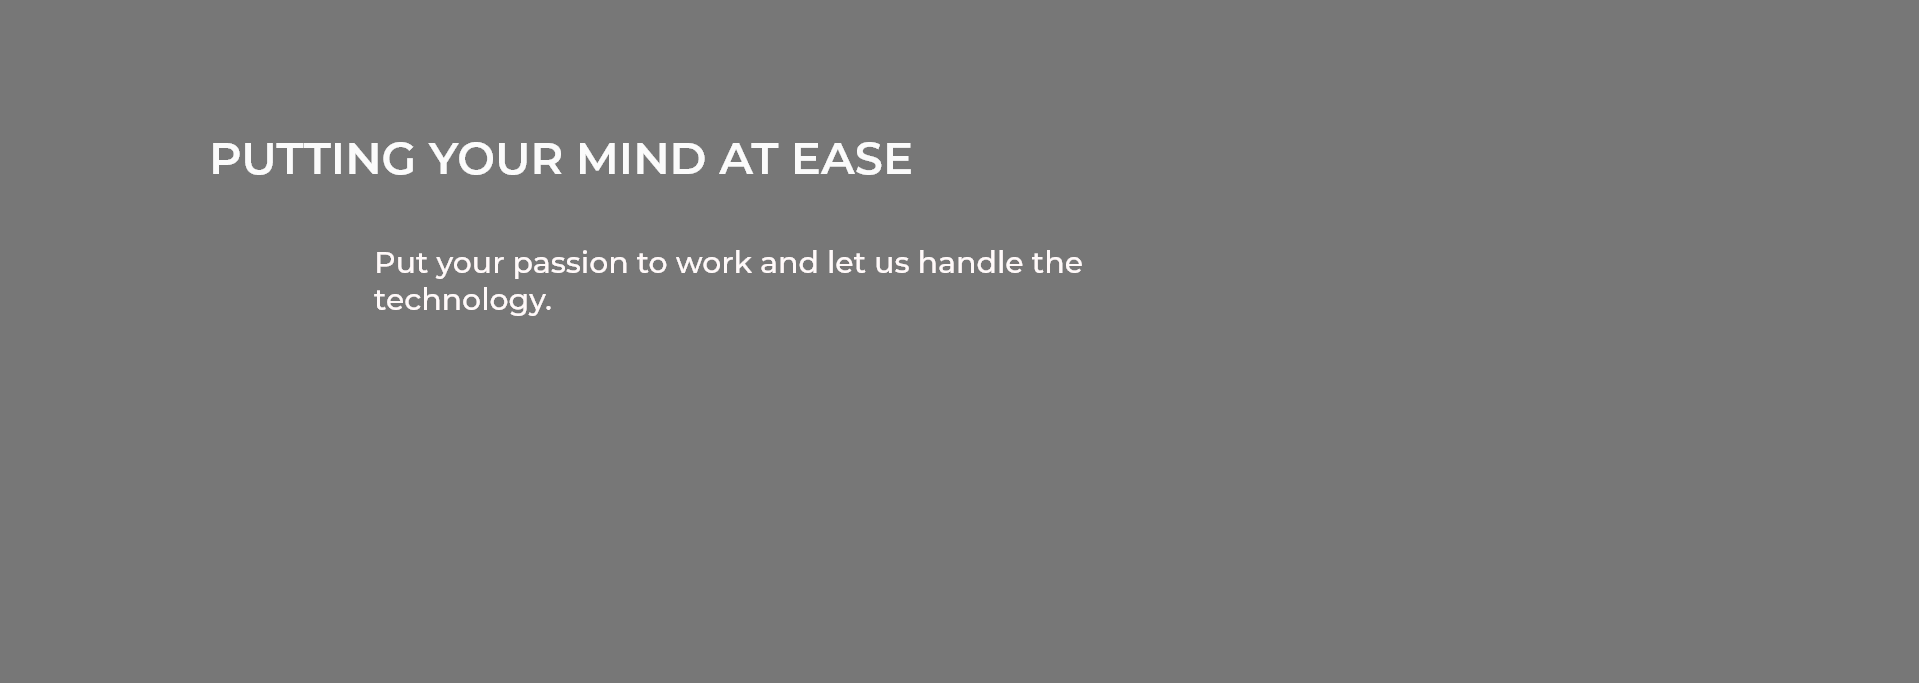 PUTTING YOUR MIND AT EASE
Put your passion to work and let us handle the
technology.